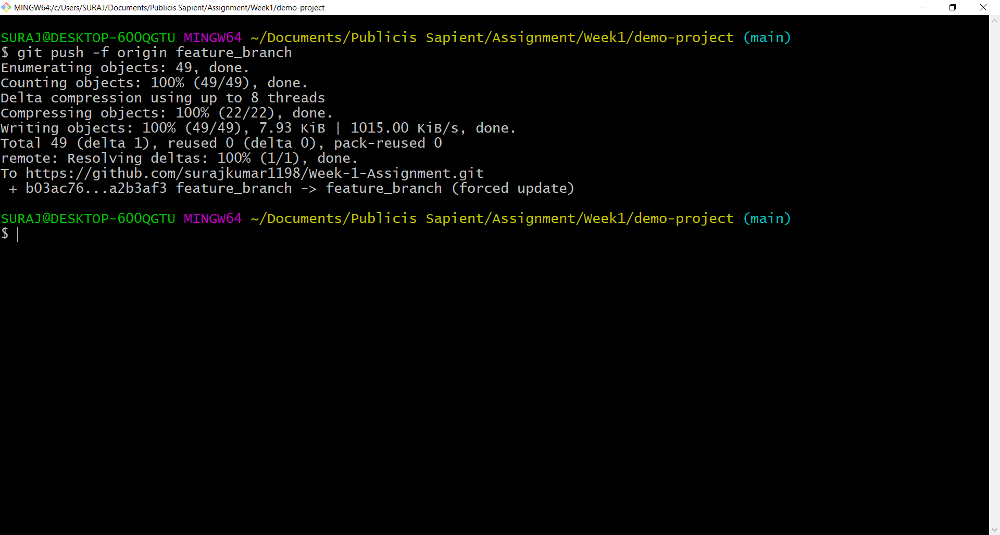 MINGW64:/c/Users/SURAJ/Documents/Publicis Sapient/Assignment/Week1/demo-project
SURAJ@DESKTOP-60OQGTU MINGW64 ~/Documents/Publicis Sapient/Assignment/Week1/demo-project (main)
$ git push -f origin feature_branch
Enumerating objects: 49, done.
Counting objects: 100% (49/49), done.
Delta compression using up to 8 threads
Compressing objects: 100% (22/22), done.
Writing objects: 100% (49/49), 7.93 KiB | 1015.00 KiB/s, done.
Total 49 (delta 1), reused 0 (delta 0), pack-reused 0
remote: Resolving deltas: 100% (1/1), done.
To https://github.com/surajkumar1198/Week-1-Assignment.git
 + b03ac76...a2b3af3 feature_branch -> feature_branch (forced update)
SURAJ@DESKTOP-60OQGTU MINGW64 ~/Documents/Publicis Sapient/Assignment/Week1/demo-project (main)
$